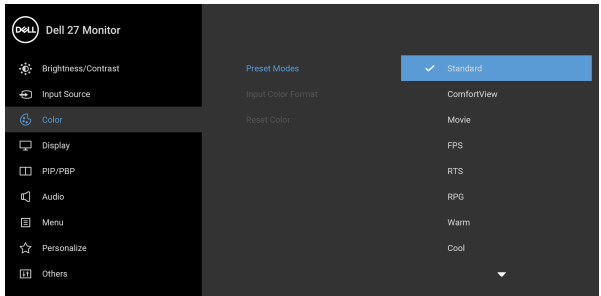 DELL Dell 27 Monitor
Brightness/Contrast Preset Modes Standard
Input Source Input Color Format ComfortView
Color Reset Color Movie
Display FPS
PIP/PBP RTS
Audio RPG
Menu Warm
Personalize Cool
Others